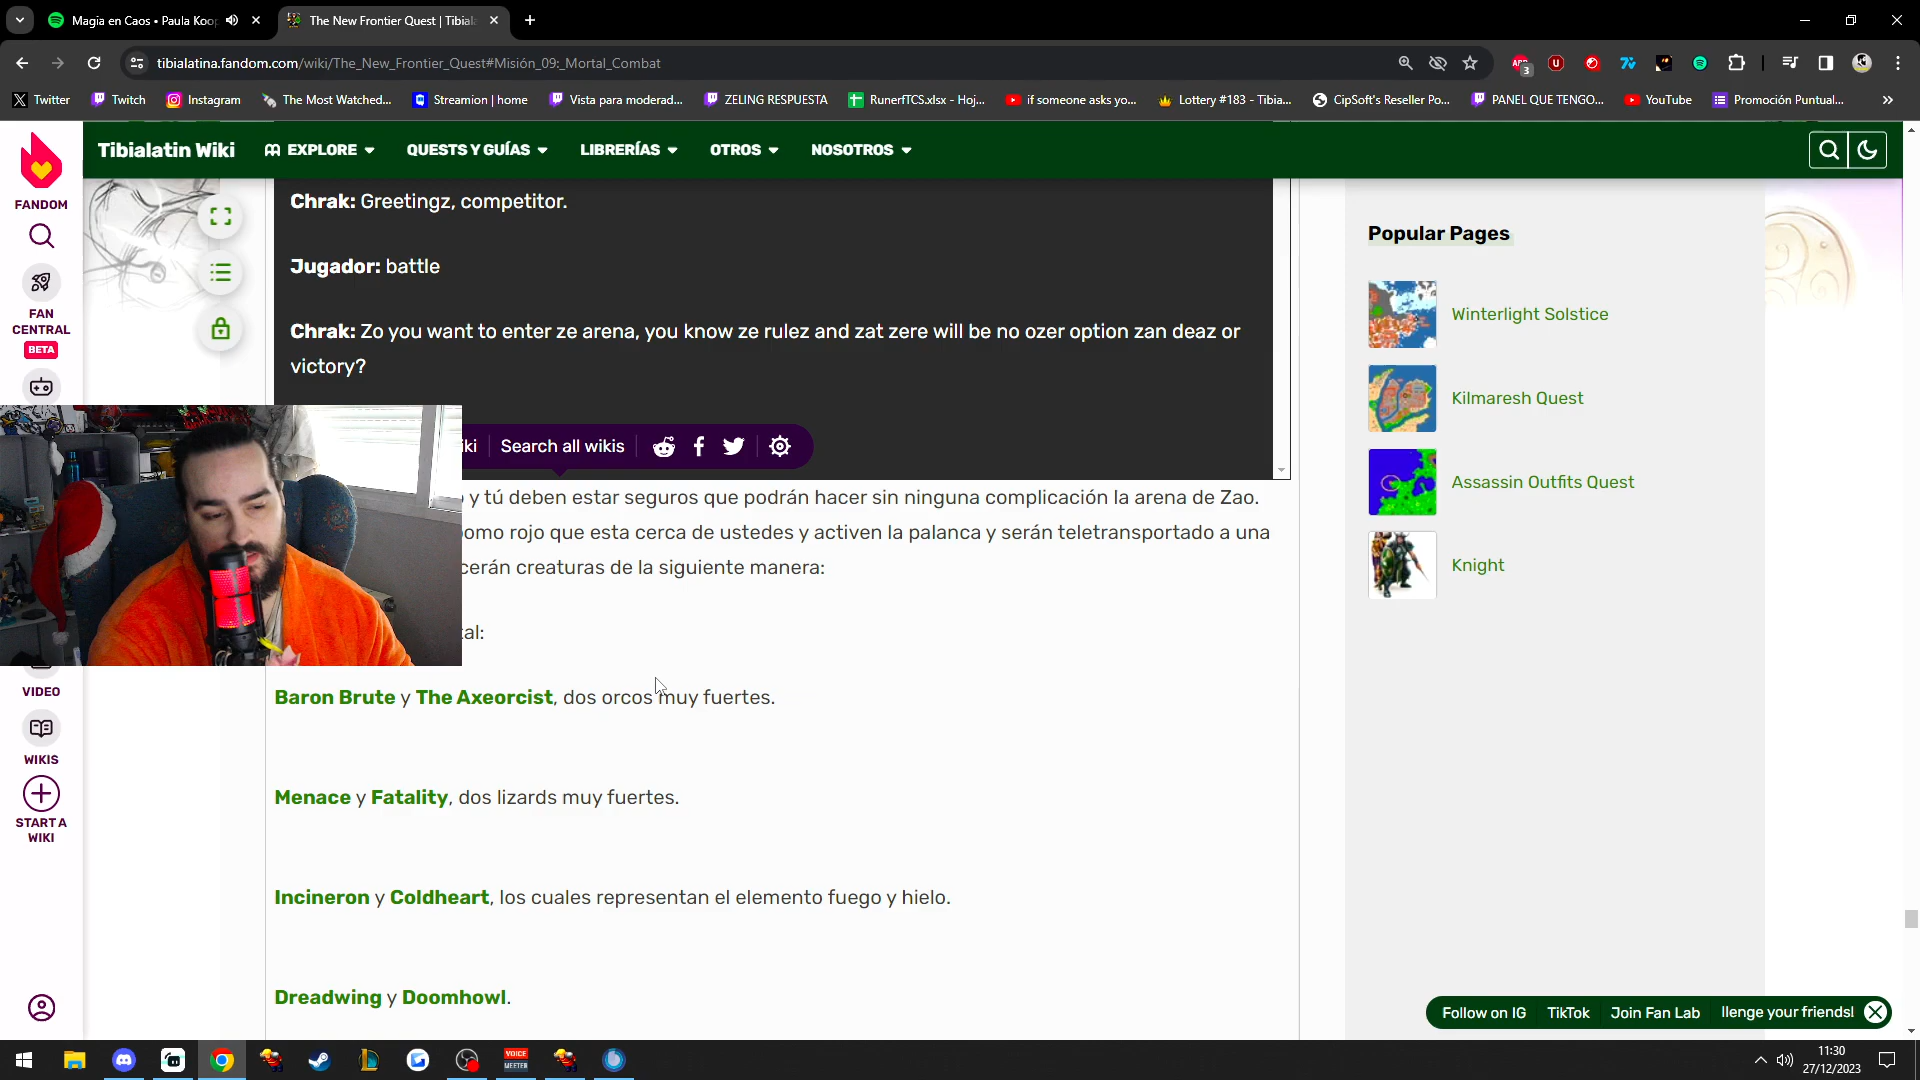 Magia en Caos • Paula Koop
The New Frontier Quest | Tibiala
tibialatina.fandom.com/wiki/The_New_Frontier_Quest#Misión_09:_Mortal_Combat
3
Twitter
Twitch
Instagram
The Most Watched...
Streamion | home
Vista para moderad...
ZELING RESPUESTA
RunerfTCS.xlsx - Hoj...
if someone asks yo...
Lottery #183 - Tibia...
CipSoft's Reseller Po...
PANEL QUE TENGO...
YouTube
Promoción Puntual...
Tibialatin Wiki
EXPLORE
QUESTS Y GUÍAS
LIBRERÍAS
OTROS
NOSOTROS
FANDOM
FAN
CENTRAL
BETA
VIDEO
WIKIS
START A
WIKI
Chrak: Greetingz, competitor.
Jugador: battle
Chrak: Zo you want to enter ze arena, you know ze rulez and zat zere will be no ozer option zan deaz or
victory?
iki
Search all wikis
y tú deben estar seguros que podrán hacer sin ninguna complicación la arena de Zao.
omo rojo que esta cerca de ustedes y activen la palanca y serán teletransportado a una
cerán creaturas de la siguiente manera:
tal:
Baron Brute y The Axeorcist, dos orcos muy fuertes.
Menace y Fatality, dos lizards muy fuertes.
Incineron y Coldheart, los cuales representan el elemento fuego y hielo.
Dreadwing y Doomhowl.
Popular Pages
Winterlight Solstice
Kilmaresh Quest
Assassin Outfits Quest
Knight
Follow on IG
TikTok
Join Fan Lab
llenge your friends!
VOICE
MEETER
11:30
27/12/2023